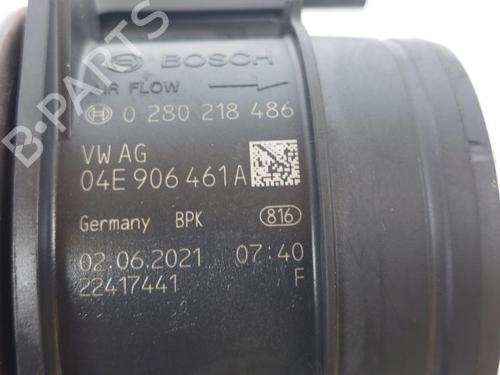 BOSCH
AIR FLOW
0 280 218 486
VW AG
04E 906 461 A
Germany BPK 816
02.06.2021 07:40
22417441 F
B-PARTS